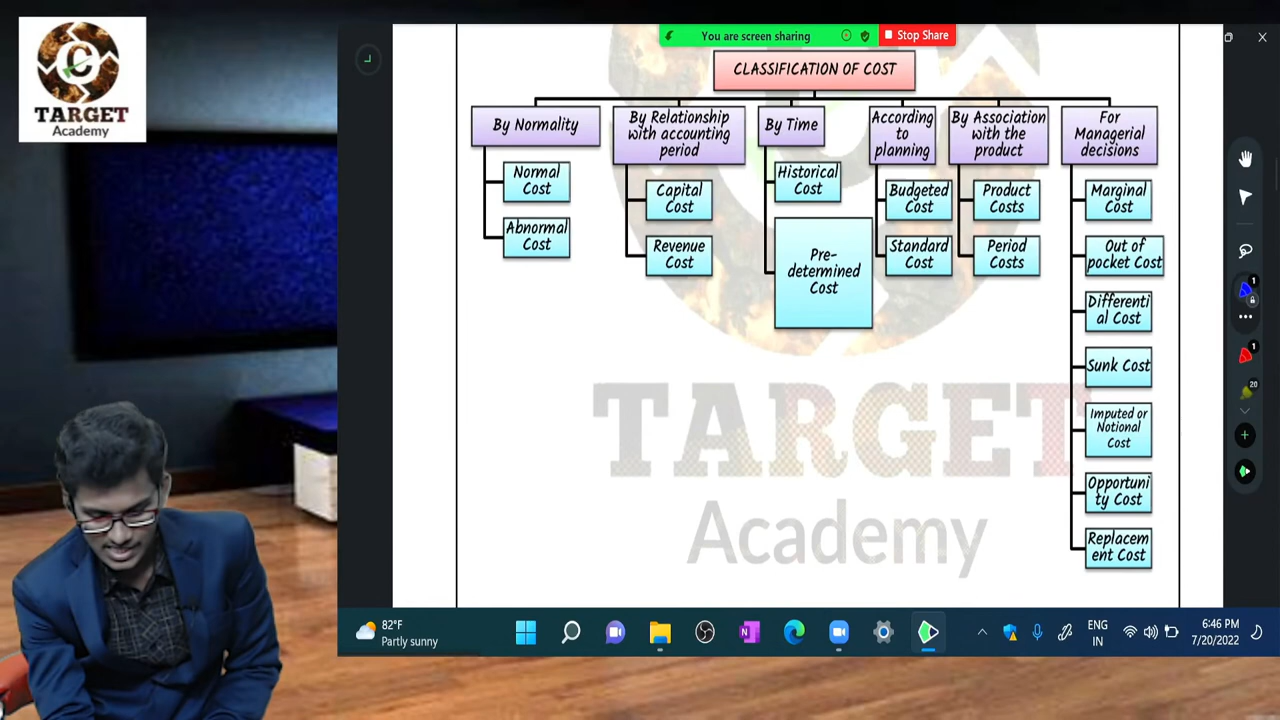 TARGET
Academy
You are screen sharing
Stop Share
CLASSIFICATION OF COST
By Normality
Normal
Cost
Abnormal
Cost
By Relationship
with accounting
period
Capital
Cost
Revenue
Cost
By Time
Historical
Cost
Pre-
determined
Cost
According
to
planning
Budgeted
Cost
Standard
Cost
By Association
with the
product
Product
Costs
Period
Costs
For
Managerial
decisions
Marginal
Cost
Out of
pocket Cost
Differenti
al Cost
Sunk Cost
Imputed or
Notional
Cost
Opportuni
ty Cost
Replacem
ent Cost
TARGET
Academy
1
1
20
82°F
Partly sunny
ENG
IN
6:46 PM
7/20/2022